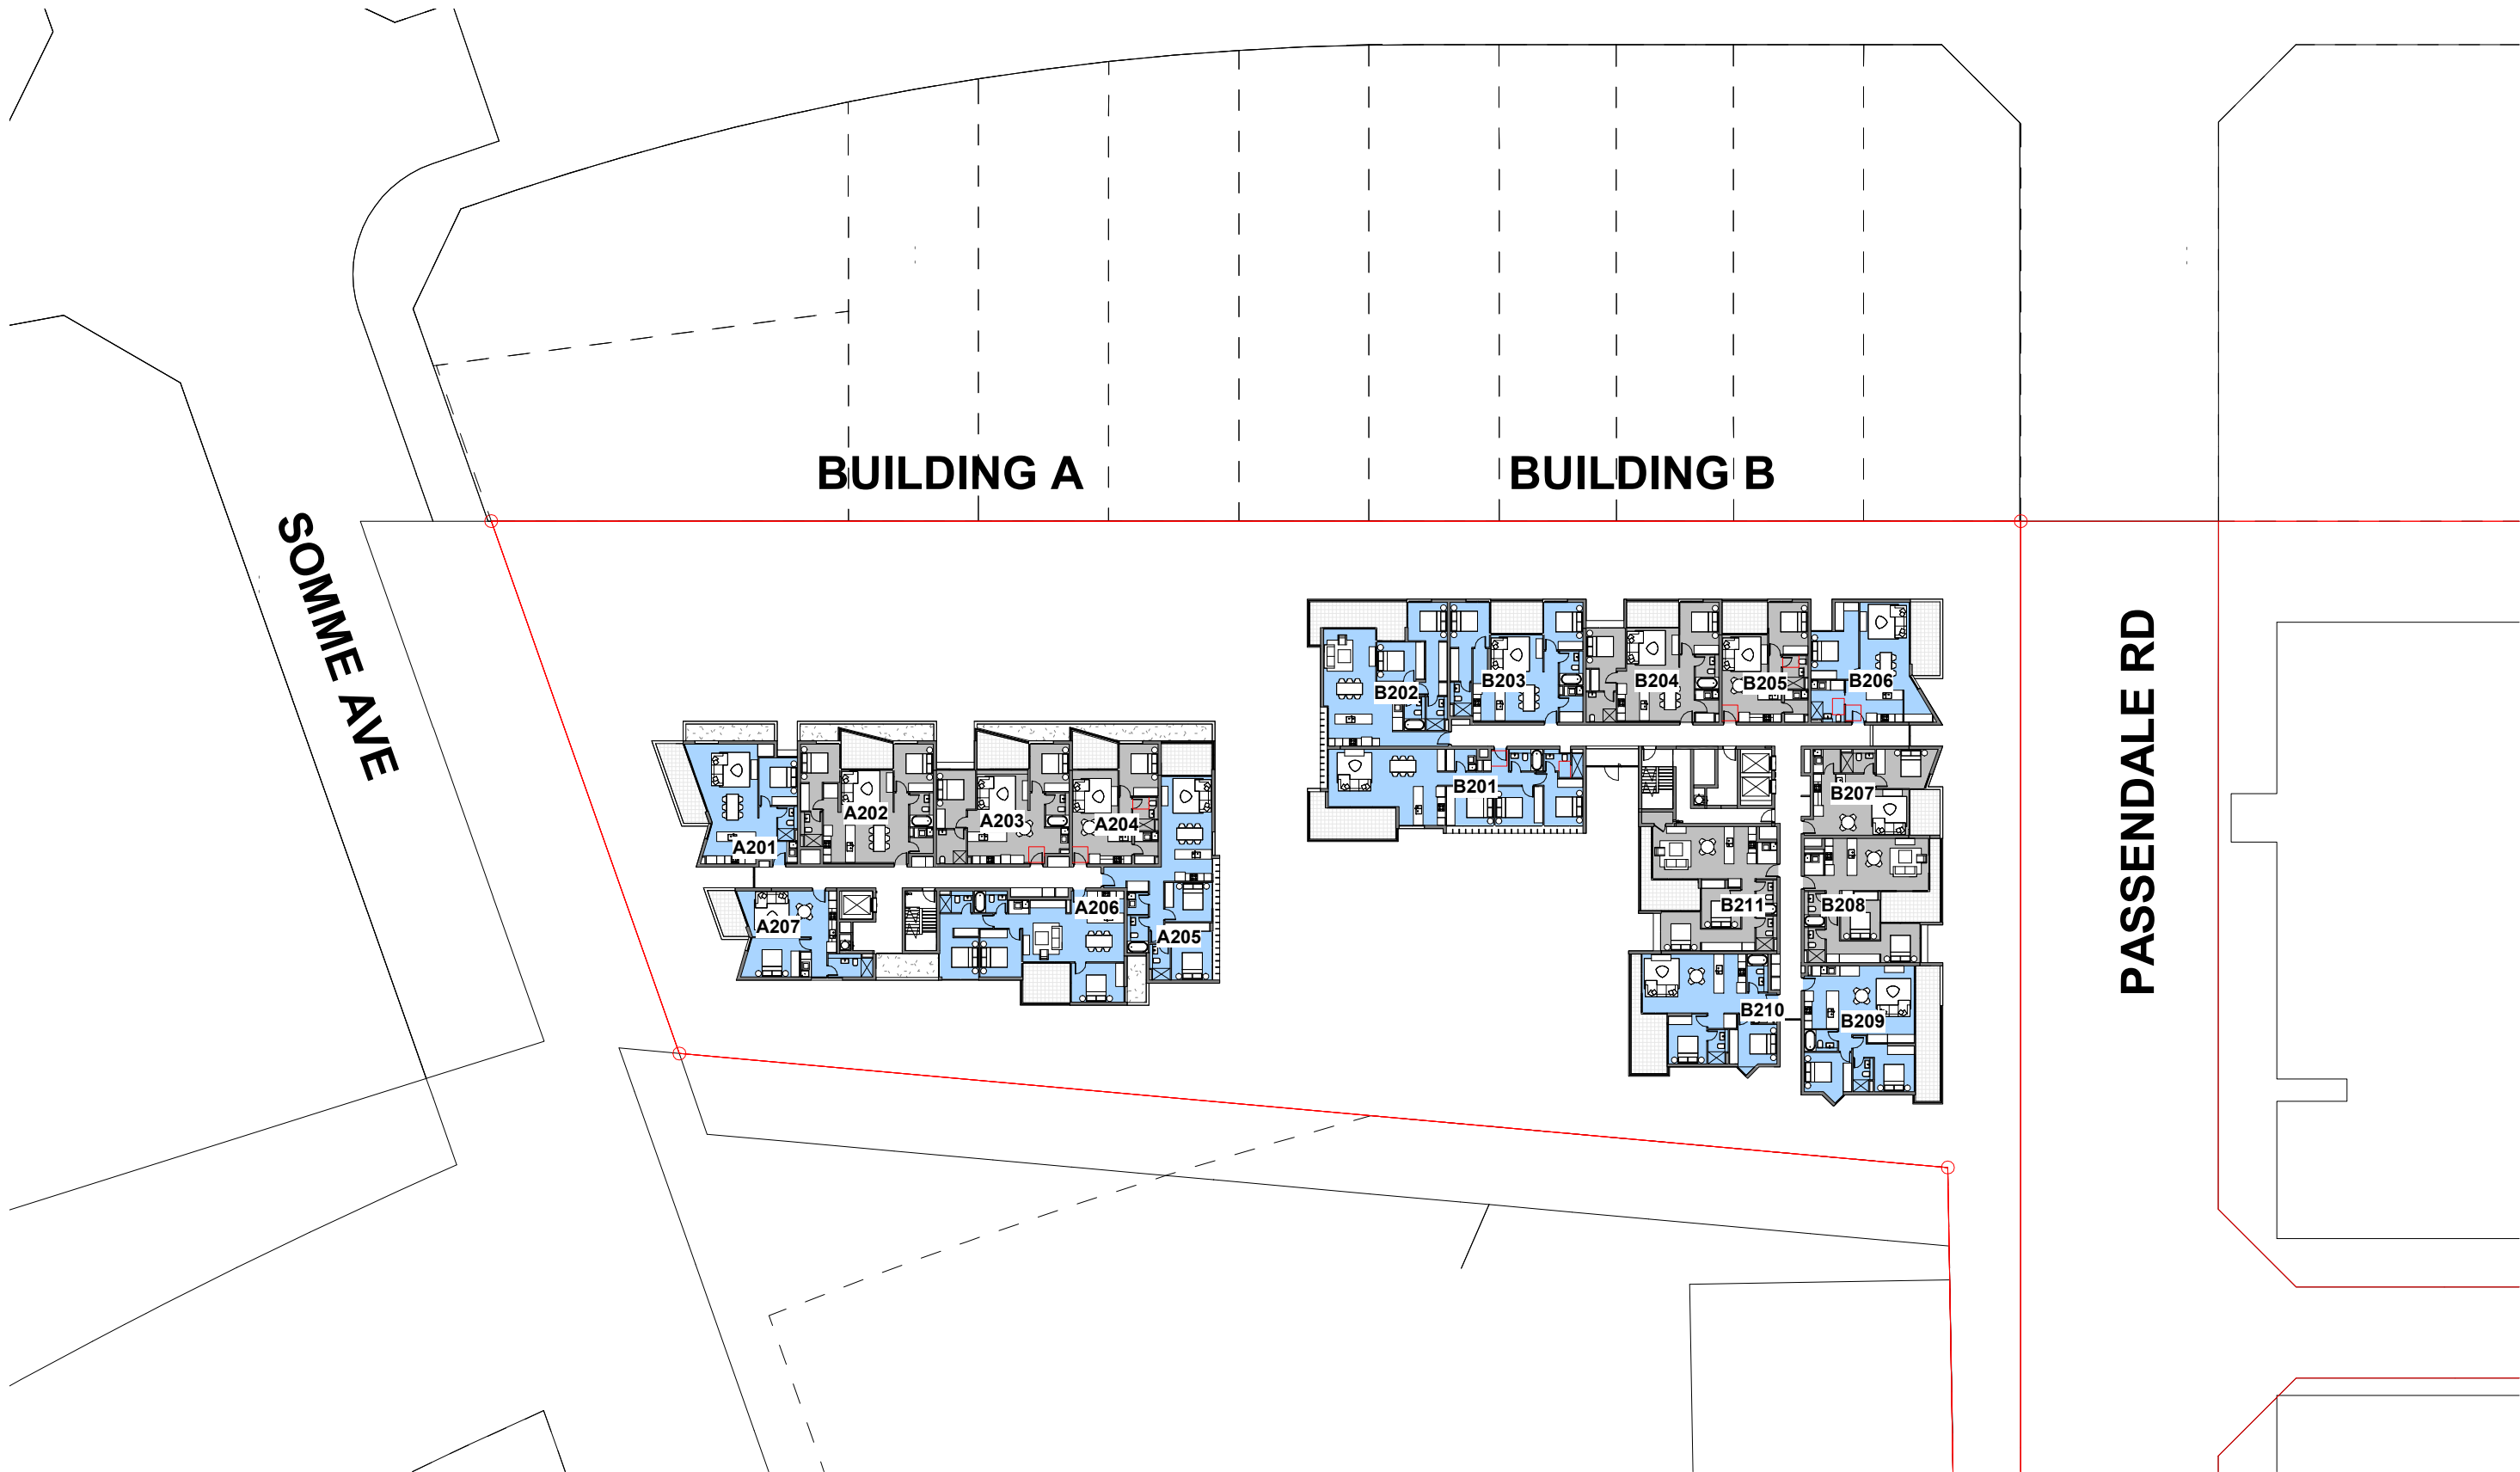 BUILDING A
BUILDING B
SOMME AVE
PASSENDALE RD
B202
B203
B204
B205
B206
B201
B207
A201
A202
A203
A204
B211
B208
A207
A206
A205
B210
B209